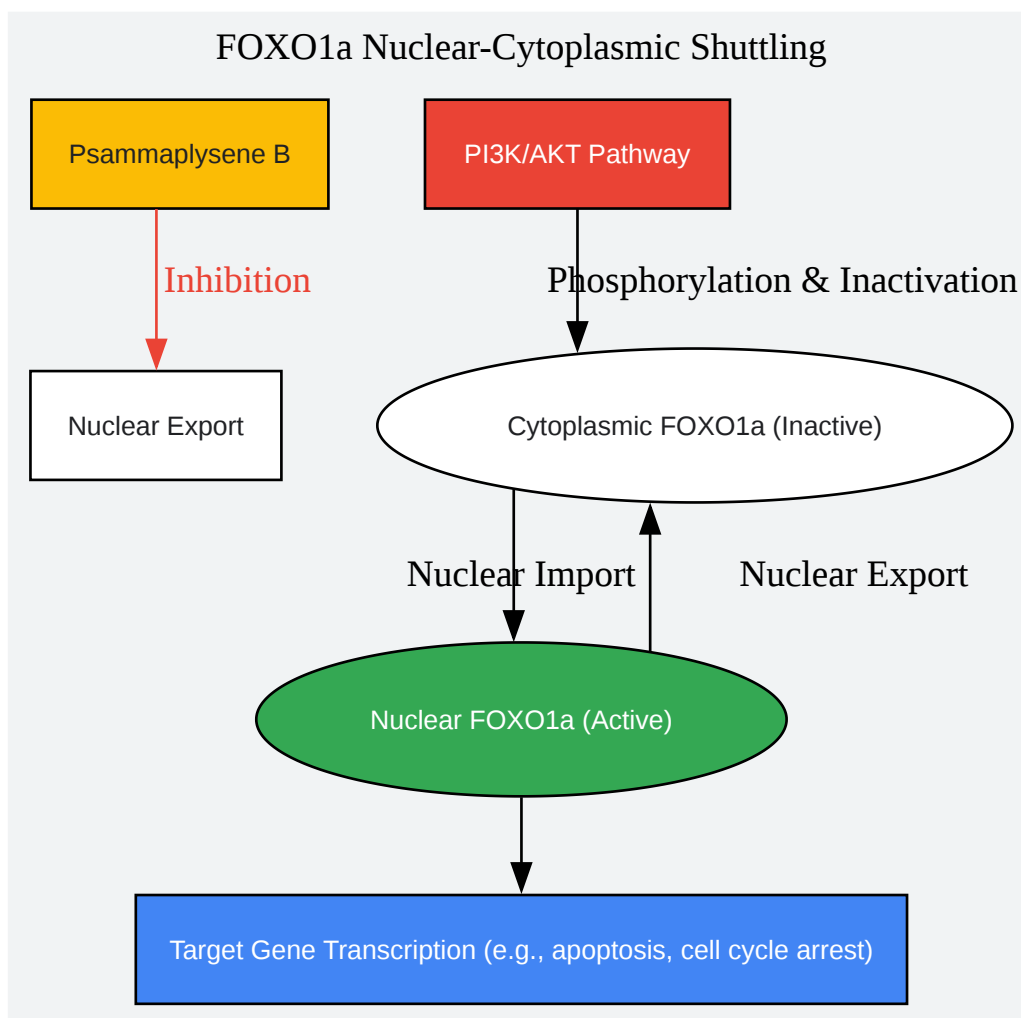 FOXO1a Nuclear-Cytoplasmic Shuttling
Psammaplysene B
PI3K/AKT Pathway
Inhibition
Phosphorylation & Inactivation
Nuclear Export
Cytoplasmic FOXO1a (Inactive)
Nuclear Import
Nuclear Export
Nuclear FOXO1a (Active)
Target Gene Transcription (e.g., apoptosis, cell cycle arrest)